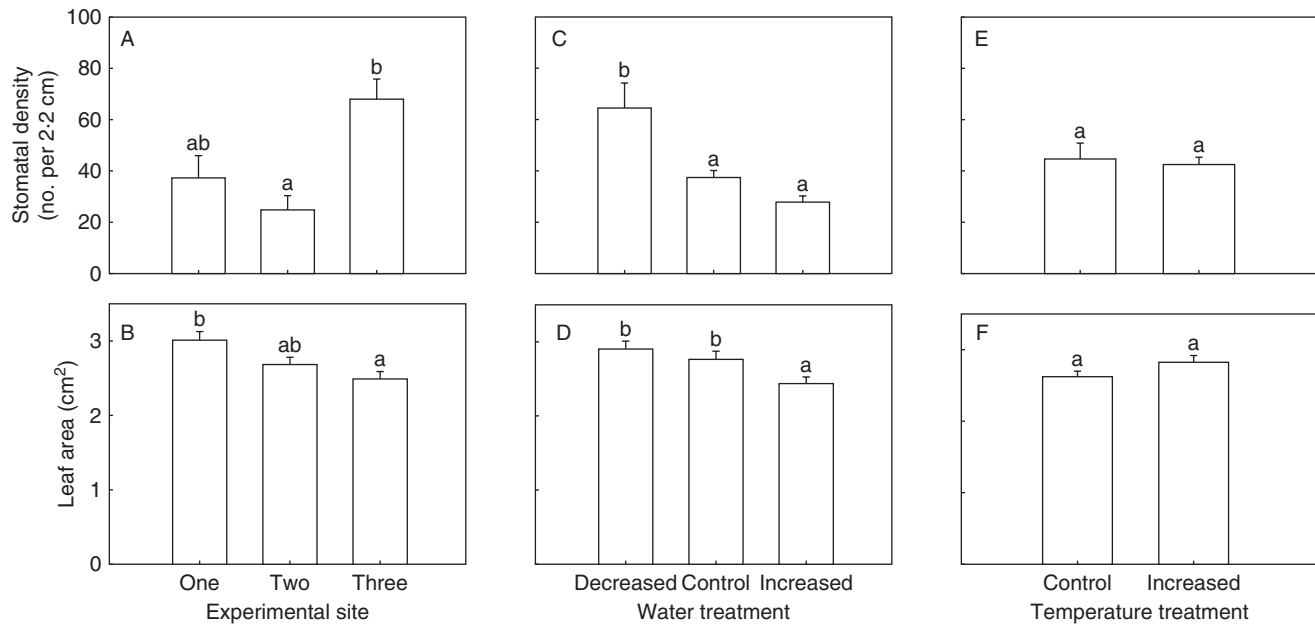 Stomatal density
(no. per 2·2 cm)
100
80
60
40
20
0
A
ab
a
b
C
b
a
a
E
a
a
Leaf area (cm²)
3
2
1
0
B
b
ab
a
D
b
b
a
F
a
a
One Two Three
Experimental site
Decreased Control Increased
Water treatment
Control Increased
Temperature treatment